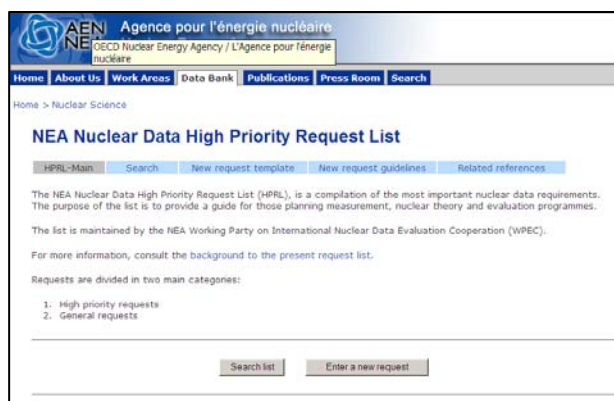 AEN
NE
Agence pour l'énergie nucléaire
OECD Nuclear Energy Agency / L'Agence pour l'énergie
nucléaire
Home About Us Work Areas Data Bank Publications Press Room Search
Home > Nuclear Science
NEA Nuclear Data High Priority Request List
HPRL-Main Search New request template New request guidelines Related references
The NEA Nuclear Data High Priority Request List (HPRL), is a compilation of the most important nuclear data requirements.
The purpose of the list is to provide a guide for those planning measurement, nuclear theory and evaluation programmes.
The list is maintained by the NEA Working Party on International Nuclear Data Evaluation Cooperation (WPEC).
For more information, consult the background to the present request list.
Requests are divided in two main categories:
1. High priority requests
2. General requests
Search list Enter a new request